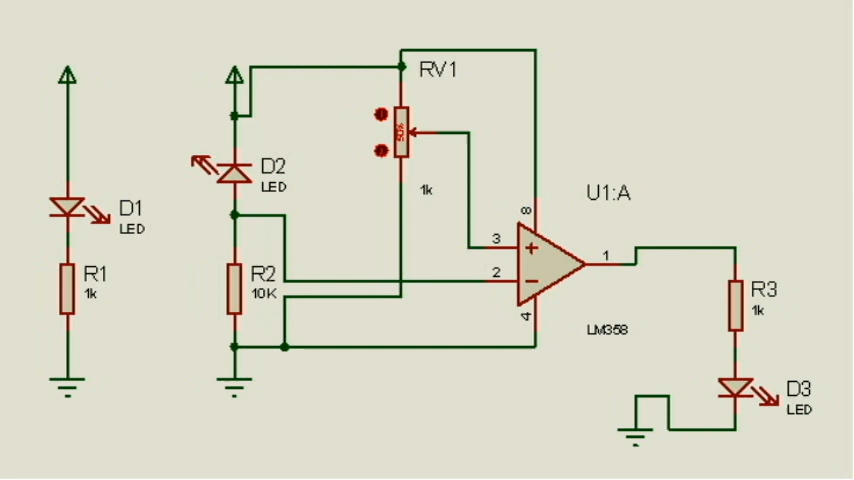 RV1
50%
1k
D2
LED
D1
LED
R1
1k
R2
10K
U1:A
8
3
2
1
4
+
−
LM358
R3
1k
D3
LED